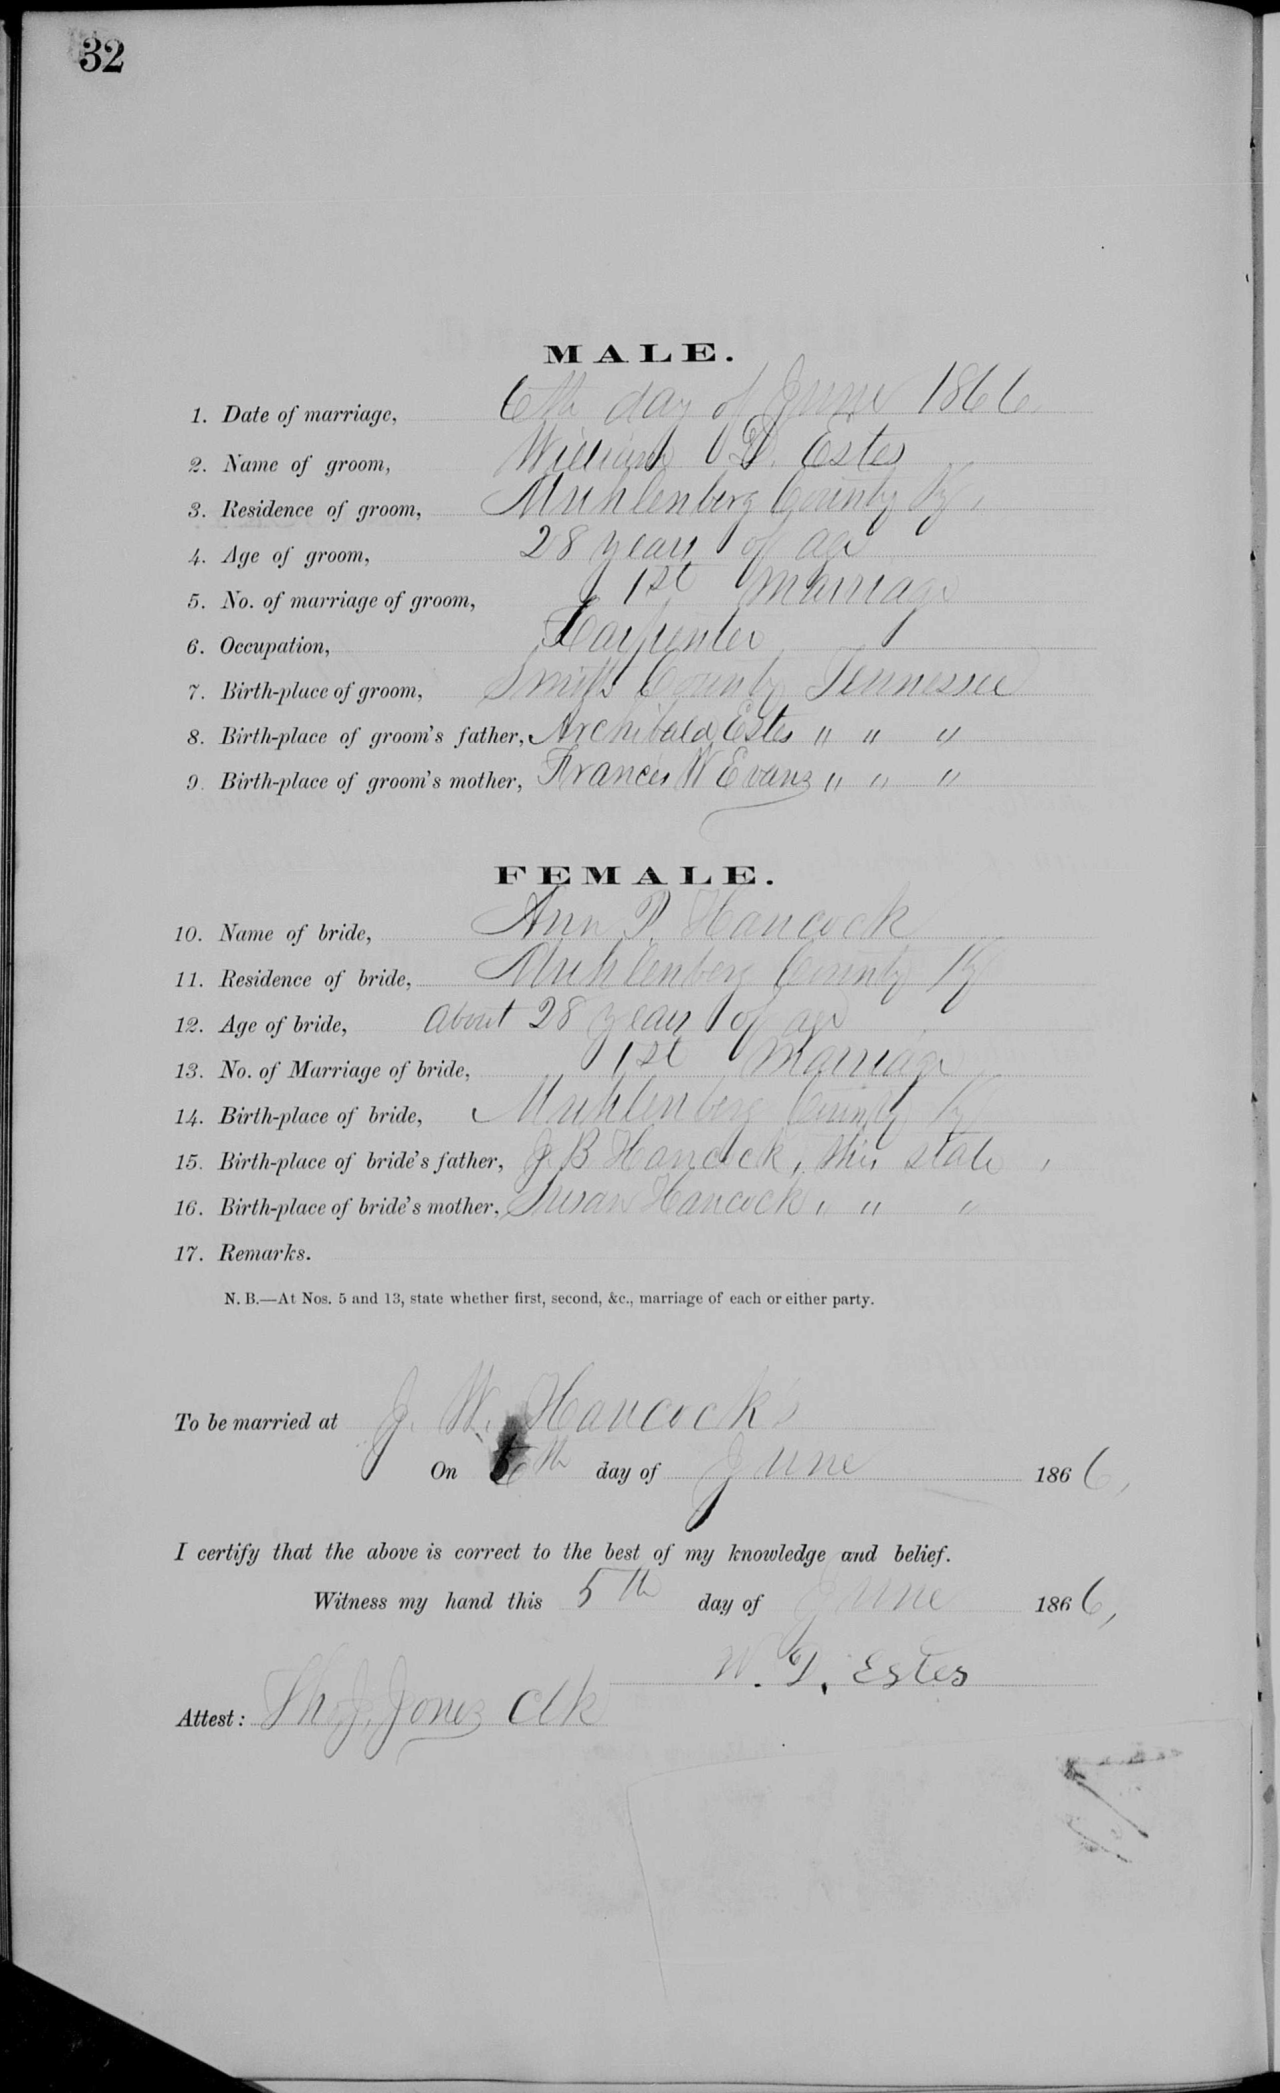 32
MALE.
1. Date of marriage, 6th day of June 1866
2. Name of groom, William D. Estes
3. Residence of groom, Muhlenberg County Ky,
4. Age of groom, 28 years of age
5. No. of marriage of groom, 1st marriage
6. Occupation, Carpenter
7. Birth-place of groom, Smith County Tennessee
8. Birth-place of groom's father, Archibald Estes " " "
9. Birth-place of groom's mother, Francis W Evans " " "
FEMALE.
10. Name of bride, Ann P. Hancock
11. Residence of bride, Muhlenberg County Ky
12. Age of bride, about 28 years of age
13. No. of Marriage of bride, 1st marriage
14. Birth-place of bride, Muhlenberg County Ky
15. Birth-place of bride's father, J B Hancock, this state,
16. Birth-place of bride's mother, Susan Hancock " " "
17. Remarks.
N. B.—At Nos. 5 and 13, state whether first, second, &c., marriage of each or either party.
To be married at J. W. Hancock's
On 6th day of June 1866,
I certify that the above is correct to the best of my knowledge and belief.
Witness my hand this 5th day of June 1866,
W. D. Estes
Attest: Tho J. Jones Clk